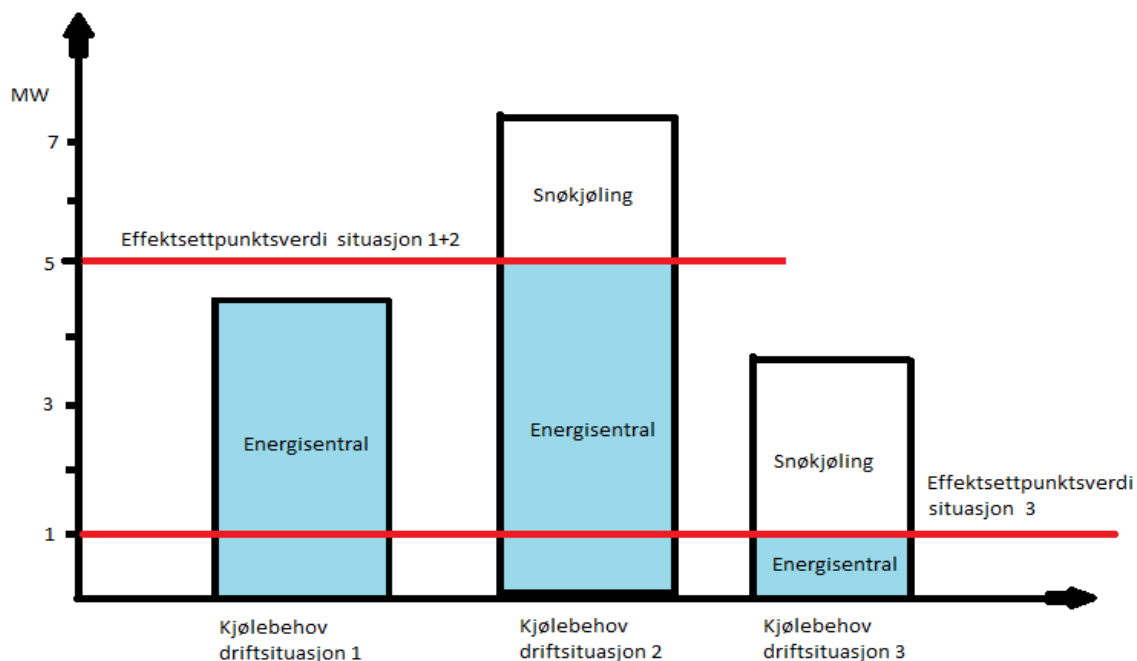 MW
7
Snøkjøling
Effektsettpunktsverdi situasjon 1+2
5
3
Energisentral
Energisentral
Snøkjøling
Effektsettpunktsverdi
situasjon 3
1
Energisentral
Kjølebehov
driftsituasjon 1
Kjølebehov
driftsituasjon 2
Kjølebehov
driftsituasjon 3